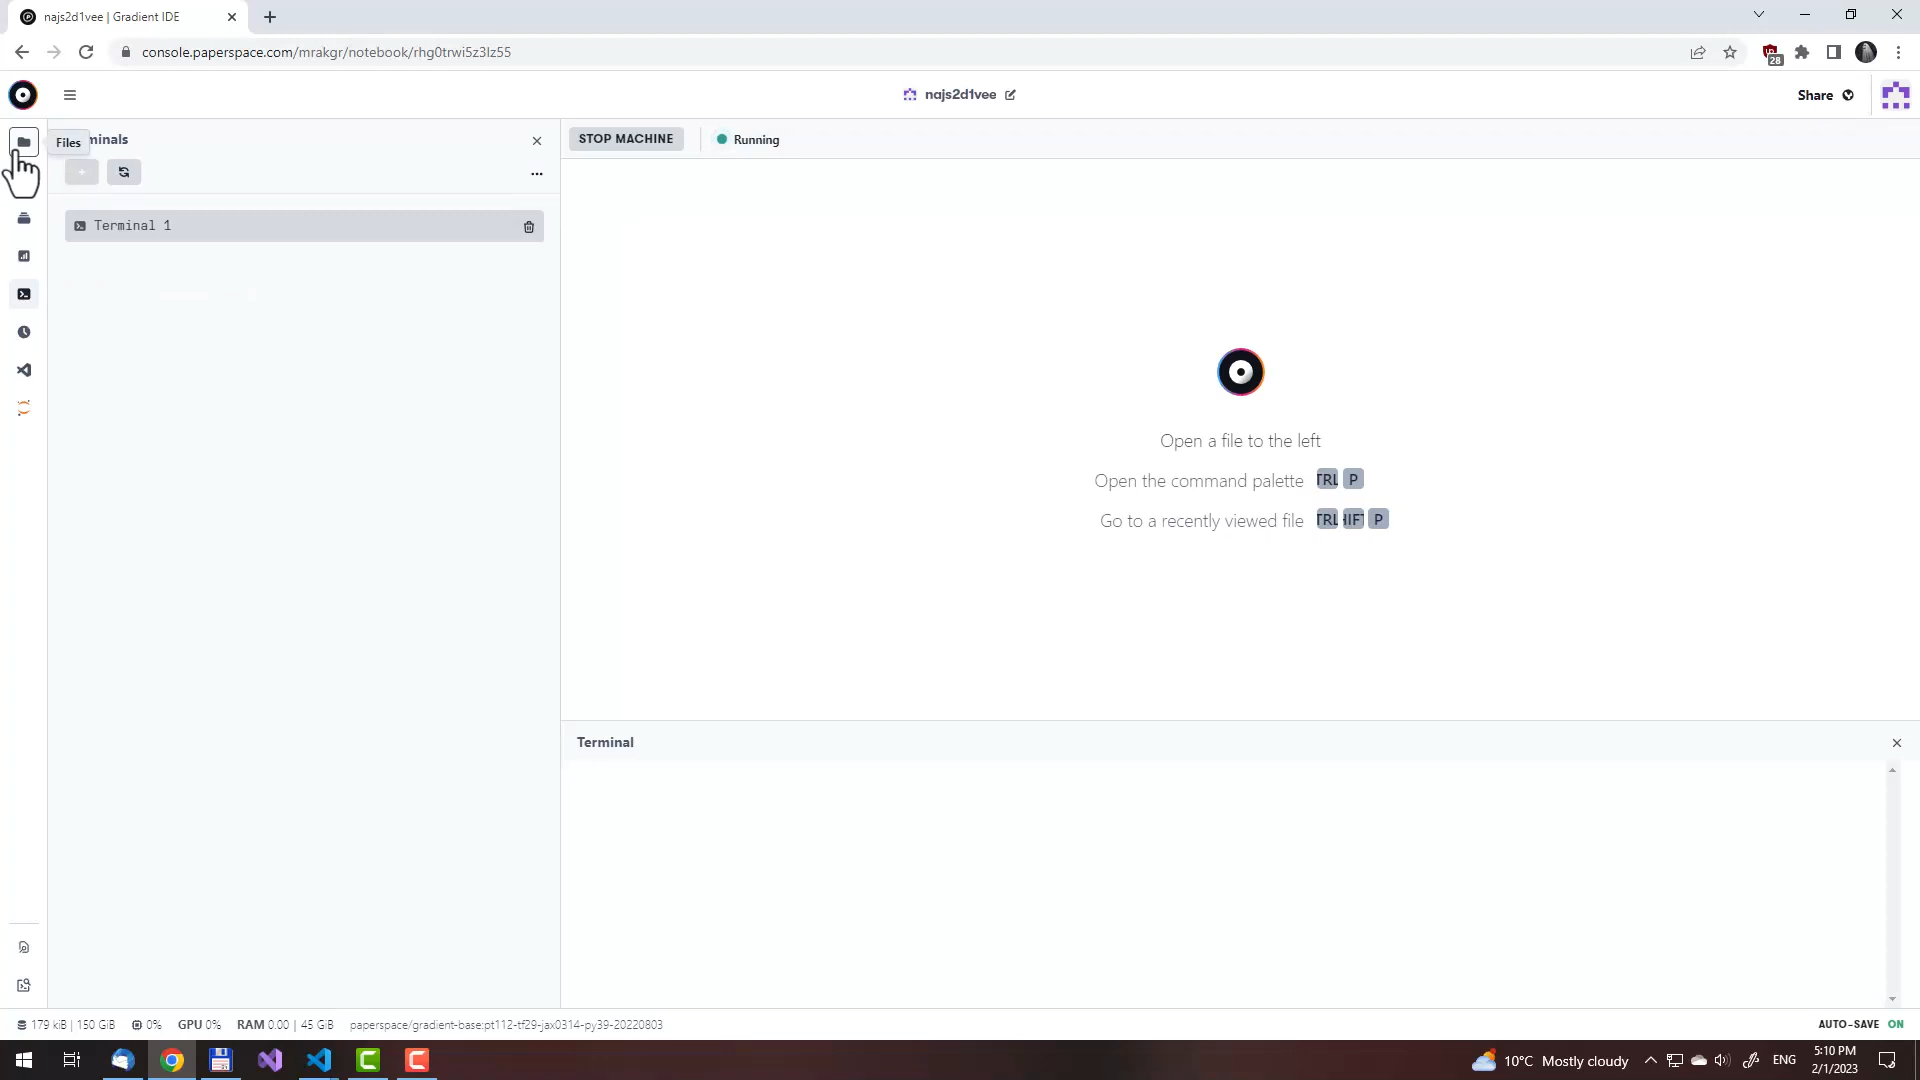 najs2d1vee | Gradient IDE
console.paperspace.com/mrakgr/notebook/rhg0trwi5z3lz55
28
najs2d1vee
Share
Files
minals
STOP MACHINE
Running
Terminal 1
Open a file to the left
Open the command palette TRL P
Go to a recently viewed file TRL HIFT P
Terminal
179 kiB | 150 GiB
0%
GPU 0%
RAM 0.00 | 45 GiB
paperspace/gradient-base:pt112-tf29-jax0314-py39-20220803
AUTO-SAVE ON
10°C Mostly cloudy
ENG
5:10 PM
2/1/2023